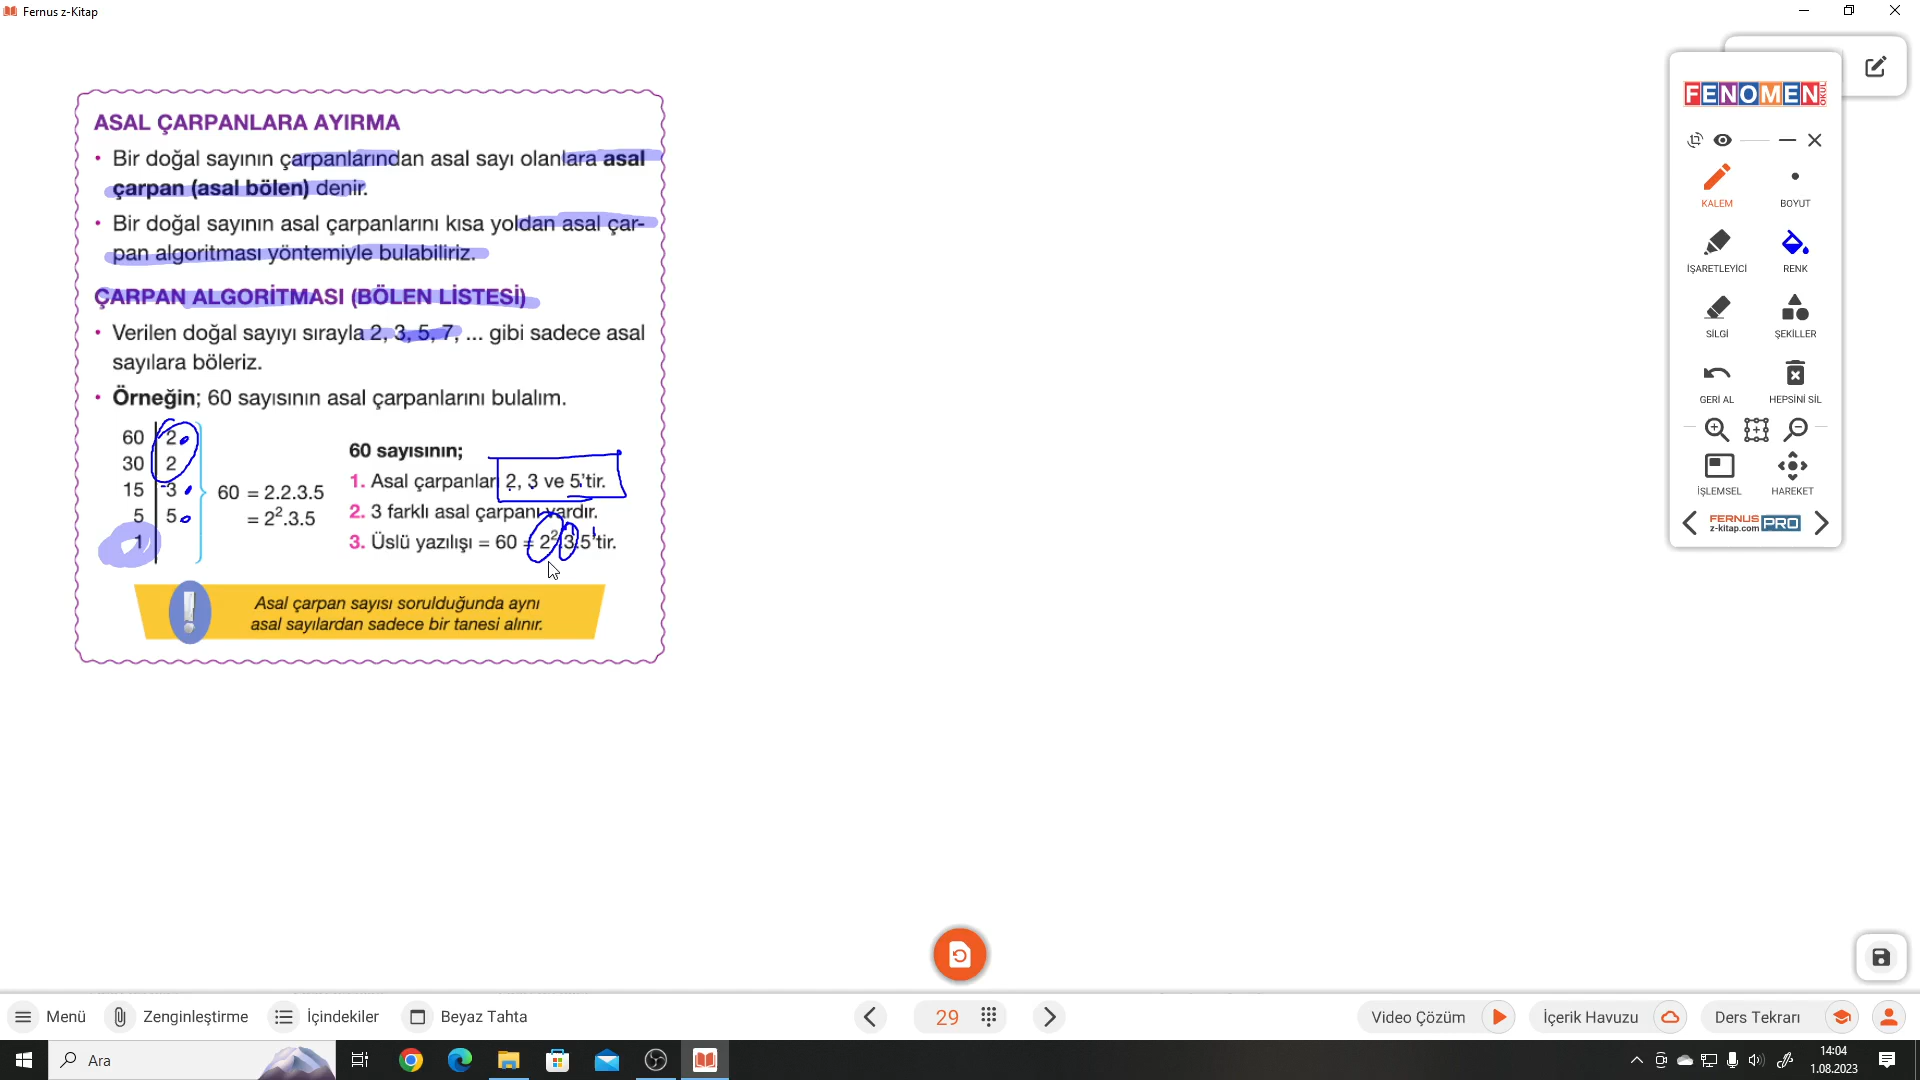 Fernus z-Kitap
ASAL ÇARPANLARA AYIRMA
• Bir doğal sayının çarpanlarından asal sayı olanlara asal
çarpan (asal bölen) denir.
• Bir doğal sayının asal çarpanlarını kısa yoldan asal çar-
pan algoritması yöntemiyle bulabiliriz.
ÇARPAN ALGORİTMASI (BÖLEN LİSTESİ)
• Verilen doğal sayıyı sırayla 2, 3, 5, 7, ... gibi sadece asal
sayılara böleriz.
• Örneğin; 60 sayısının asal çarpanlarını bulalım.
60 2
30 2
15 3
5 5
1
60 = 2.2.3.5
= 2².3.5
60 sayısının;
1. Asal çarpanlar 2, 3 ve 5'tir.
2. 3 farklı asal çarpanı vardır.
3. Üslü yazılışı = 60 = 2².3.5'tir.
! Asal çarpan sayısı sorulduğunda aynı
asal sayılardan sadece bir tanesi alınır.
FENOMEN OKUL
KALEM BOYUT
İŞARETLEYİCİ RENK
SİLGİ ŞEKİLLER
GERİ AL HEPSİNİ SİL
İŞLEMSEL HAREKET
FERNUS PRO
z-kitap.com
Menü Zenginleştirme İçindekiler Beyaz Tahta 29 Video Çözüm İçerik Havuzu Ders Tekrarı
Ara
14:04
1.08.2023